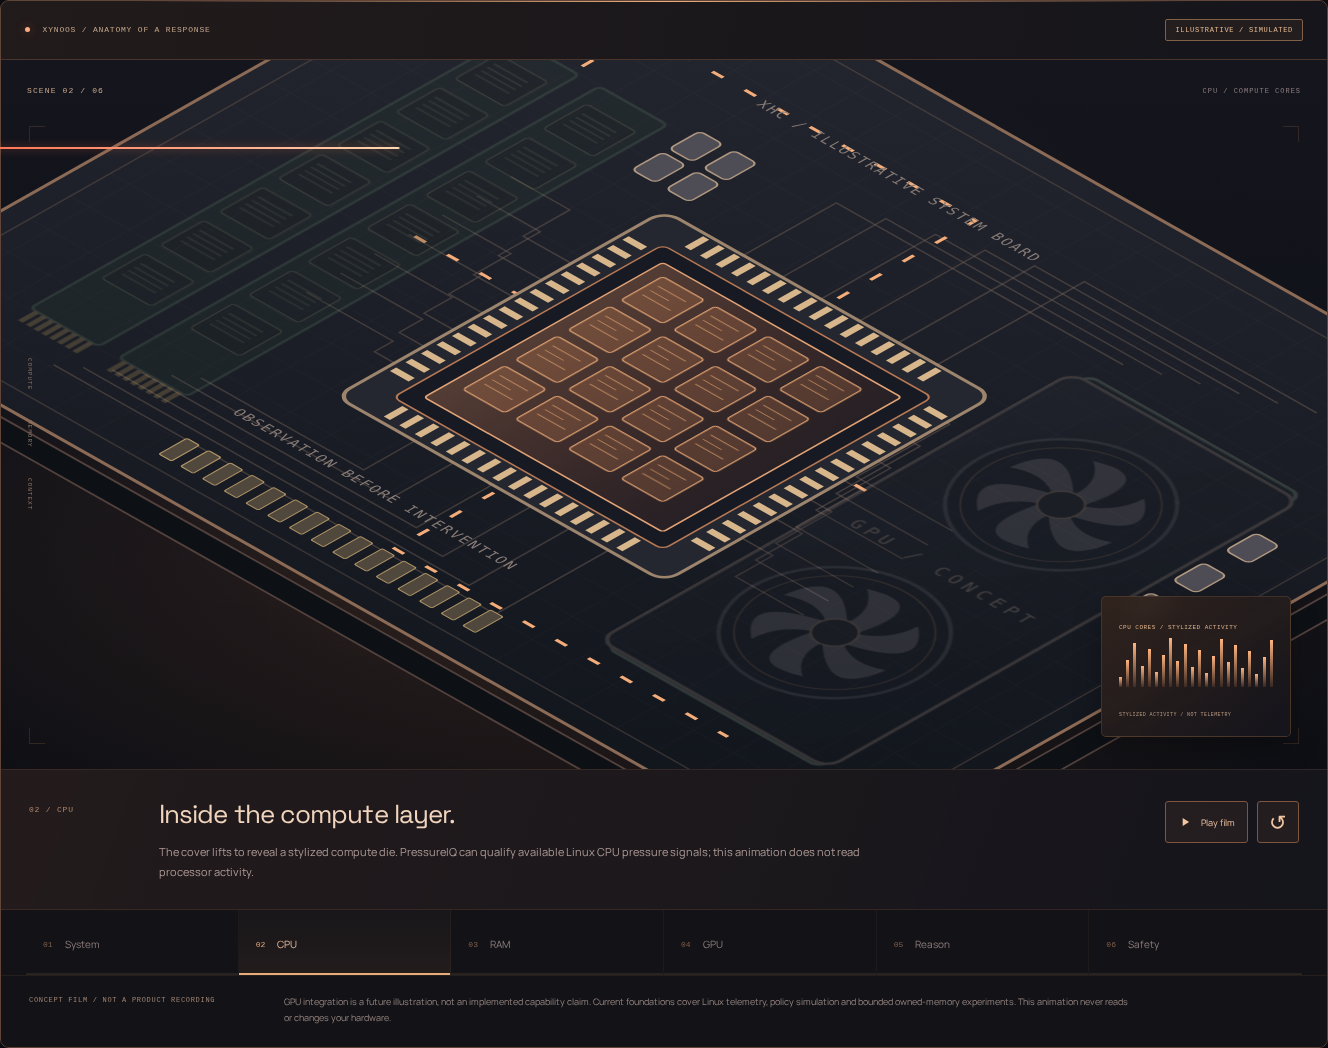 XYNOOS / ANATOMY OF A RESPONSE
ILLUSTRATIVE / SIMULATED
SCENE 02 / 06
CPU / COMPUTE CORES
XHC / ILLUSTRATIVE SYSTEM BOARD
COMPUTE
CONTEXT
OBSERVATION BEFORE INTERVENTION
GPU / CONCEPT
CPU CORES / STYLIZED ACTIVITY
STYLIZED ACTIVITY / NOT TELEMETRY
02 / CPU
Inside the compute layer.
The cover lifts to reveal a stylized compute die. PressureIQ can qualify available Linux CPU pressure signals; this animation does not read
processor activity.
Play film
01 System
02 CPU
03 RAM
04 GPU
05 Reason
06 Safety
CONCEPT FILM / NOT A PRODUCT RECORDING
GPU integration is a future illustration, not an implemented capability claim. Current foundations cover Linux telemetry, policy simulation and bounded owned-memory experiments. This animation never reads
or changes your hardware.